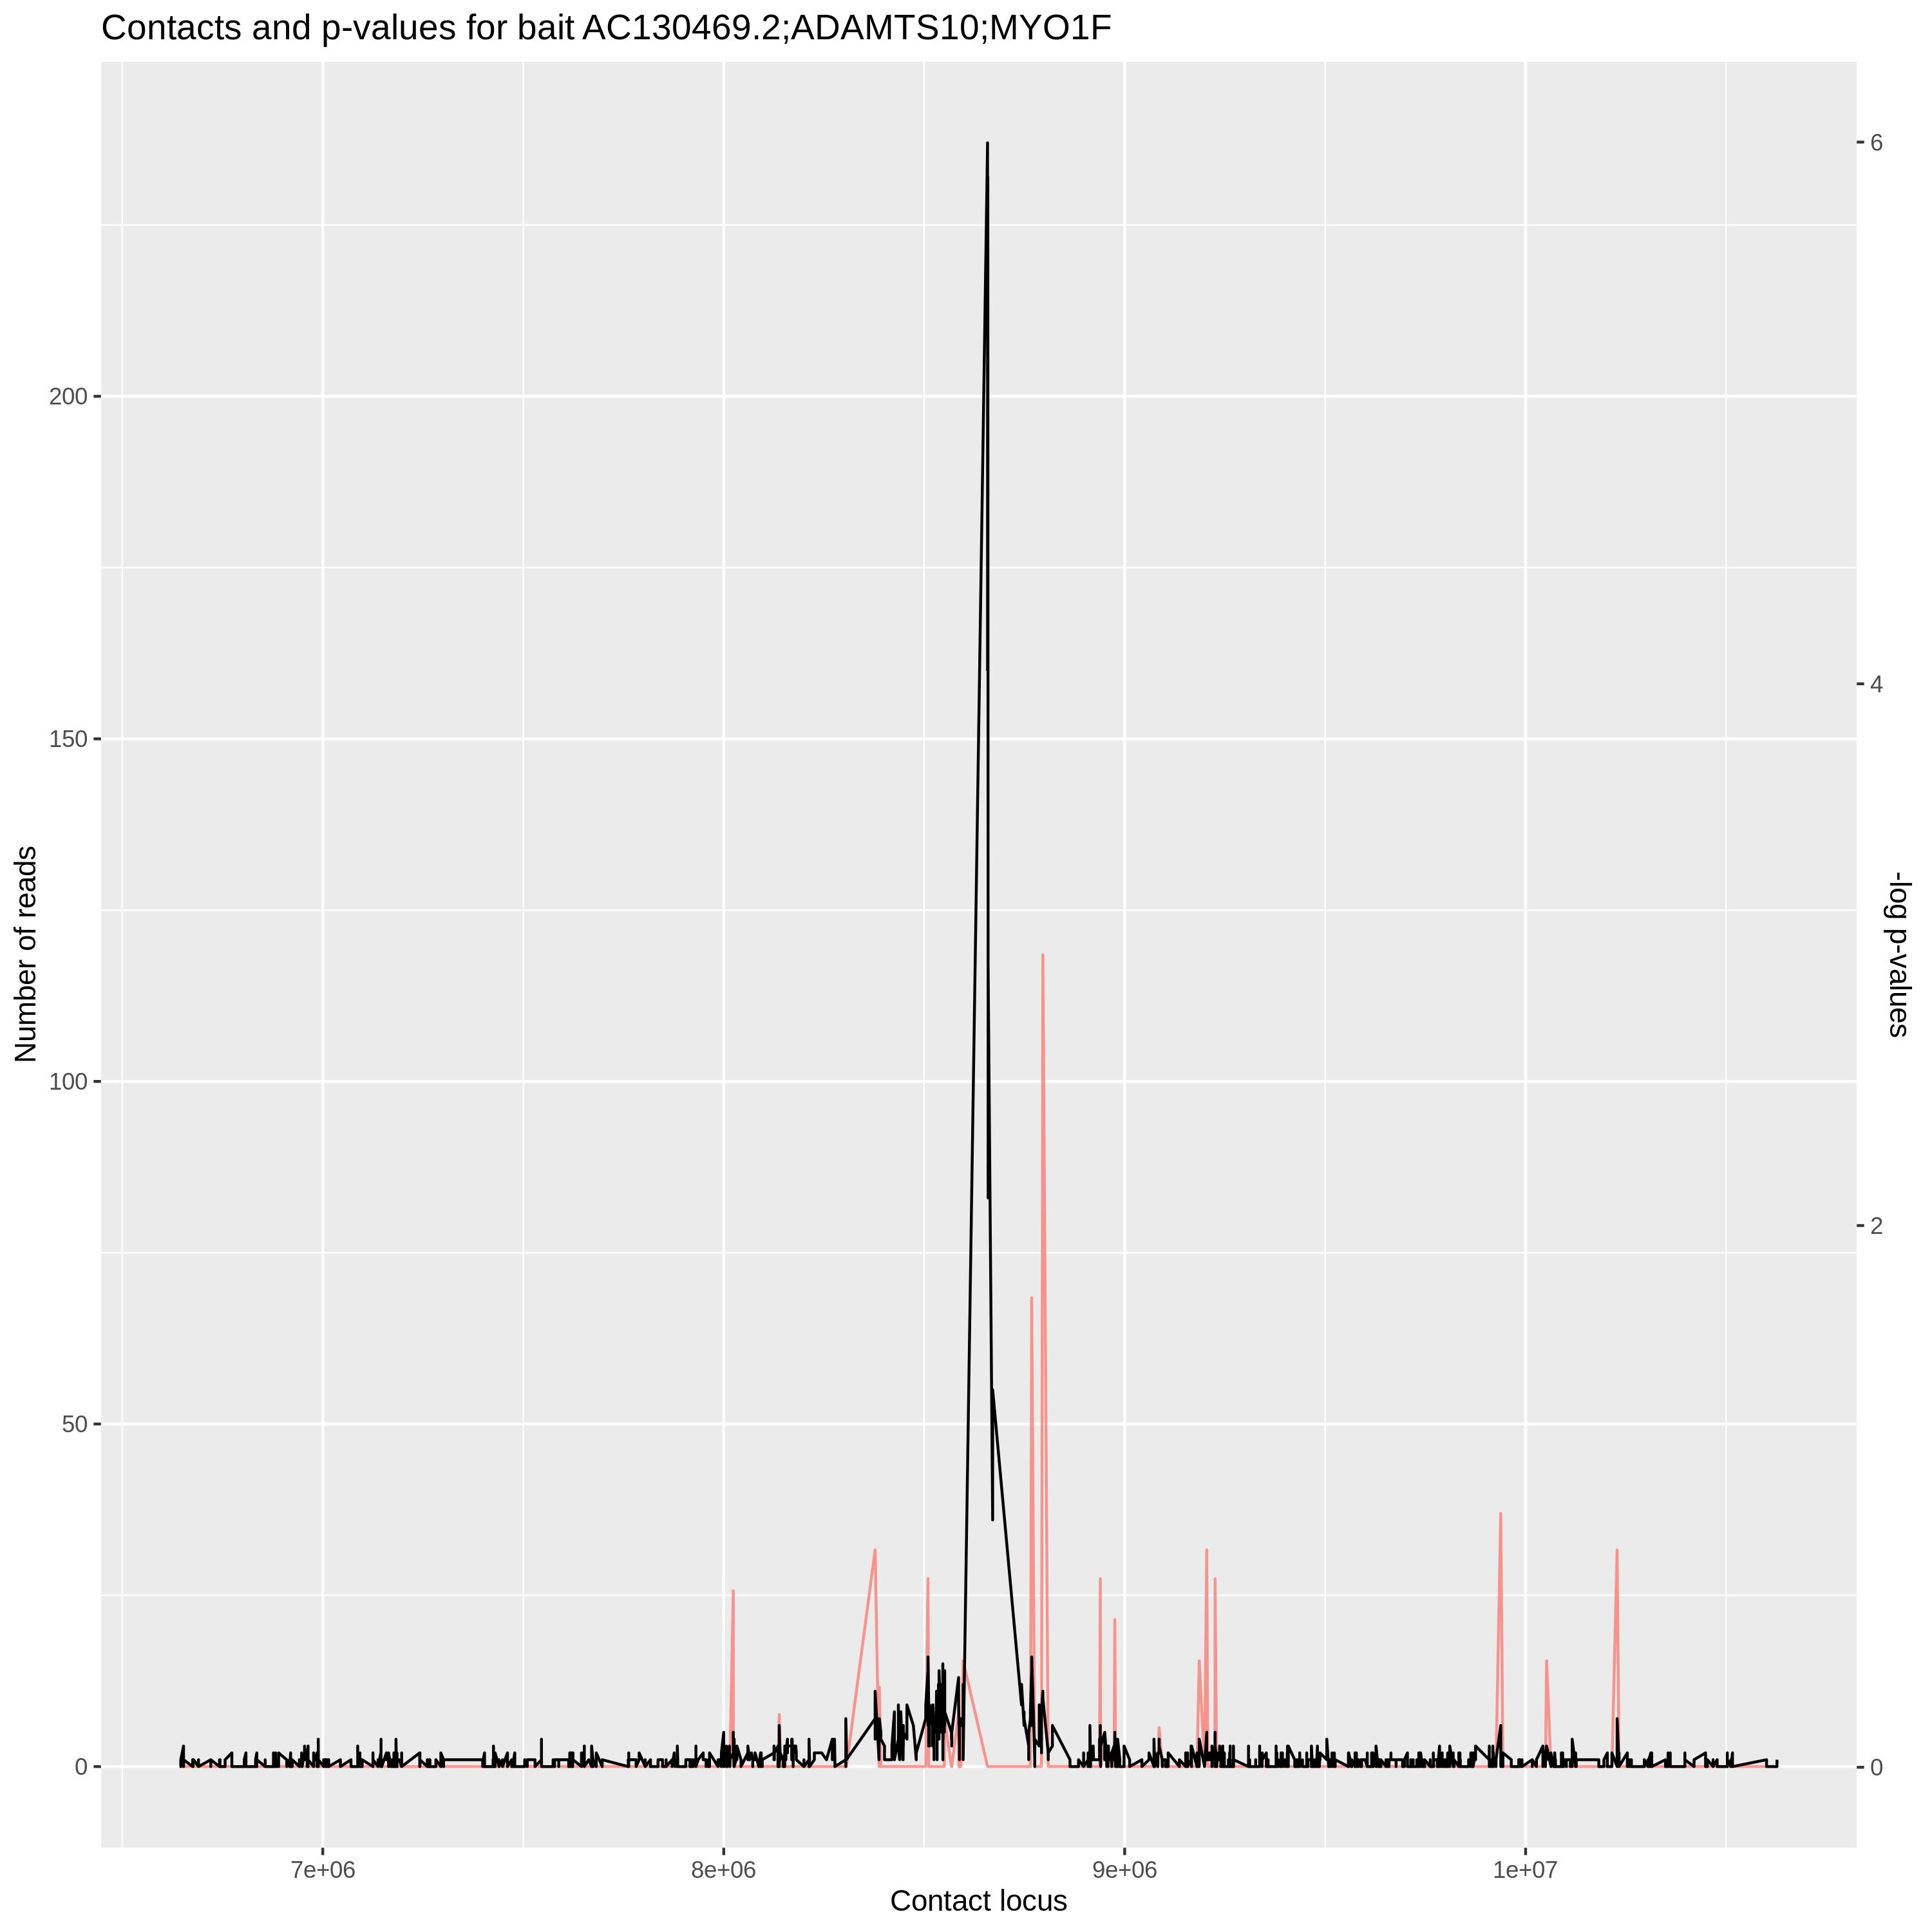 Contacts and p-values for bait AC130469.2;ADAMTS10;MYO1F
Number of reads
200
150
100
50
0
6
4
2
0
-log p-values
7e+06
8e+06
9e+06
1e+07
Contact locus